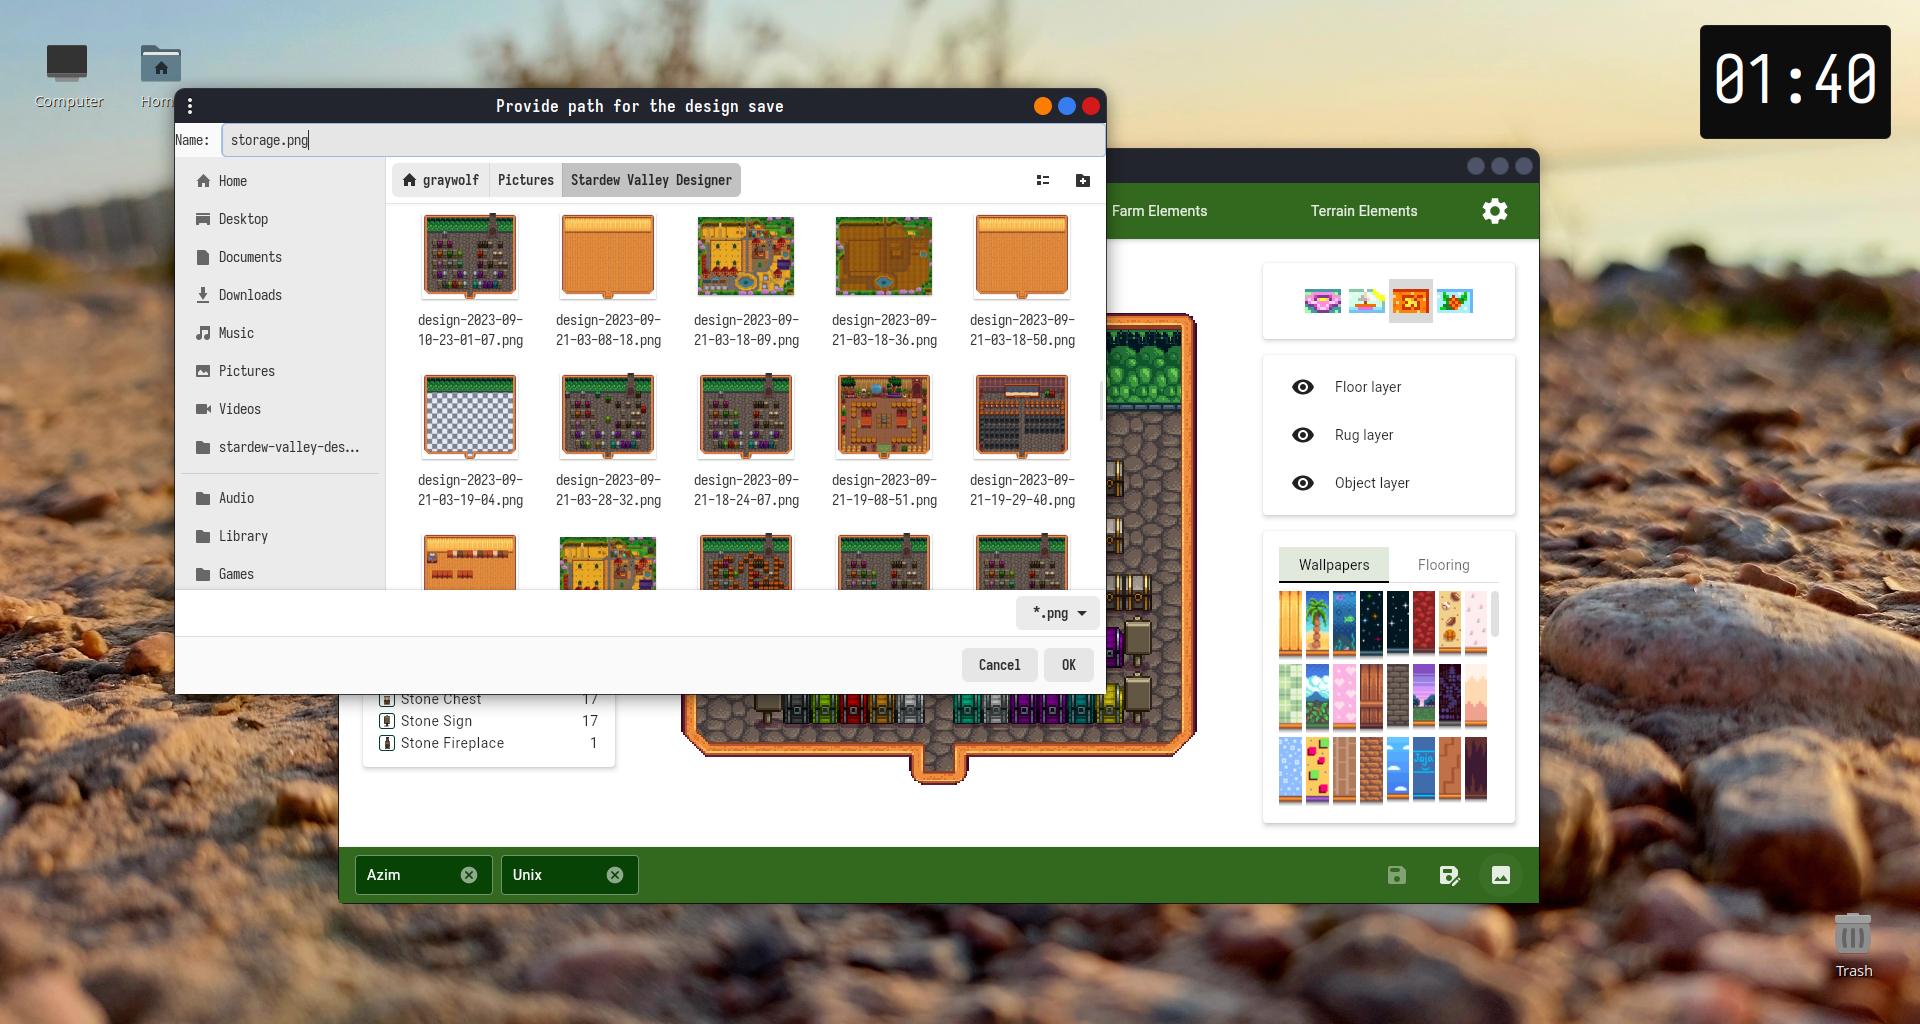 Computer
Hom
01:40
Provide path for the design save
Name:
storage.png
Home
Desktop
Documents
Downloads
Music
Pictures
Videos
stardew-valley-des...
Audio
Library
Games
graywolf
Pictures
Stardew Valley Designer
design-2023-09-
10-23-01-07.png
design-2023-09-
21-03-08-18.png
design-2023-09-
21-03-18-09.png
design-2023-09-
21-03-18-36.png
design-2023-09-
21-03-18-50.png
design-2023-09-
21-03-19-04.png
design-2023-09-
21-03-28-32.png
design-2023-09-
21-18-24-07.png
design-2023-09-
21-19-08-51.png
design-2023-09-
21-19-29-40.png
*.png
Cancel
OK
Farm Elements
Terrain Elements
Floor layer
Rug layer
Object layer
Wallpapers
Flooring
JoJa
Stone Chest 17
Stone Sign 17
Stone Fireplace 1
Azim
Unix
Trash